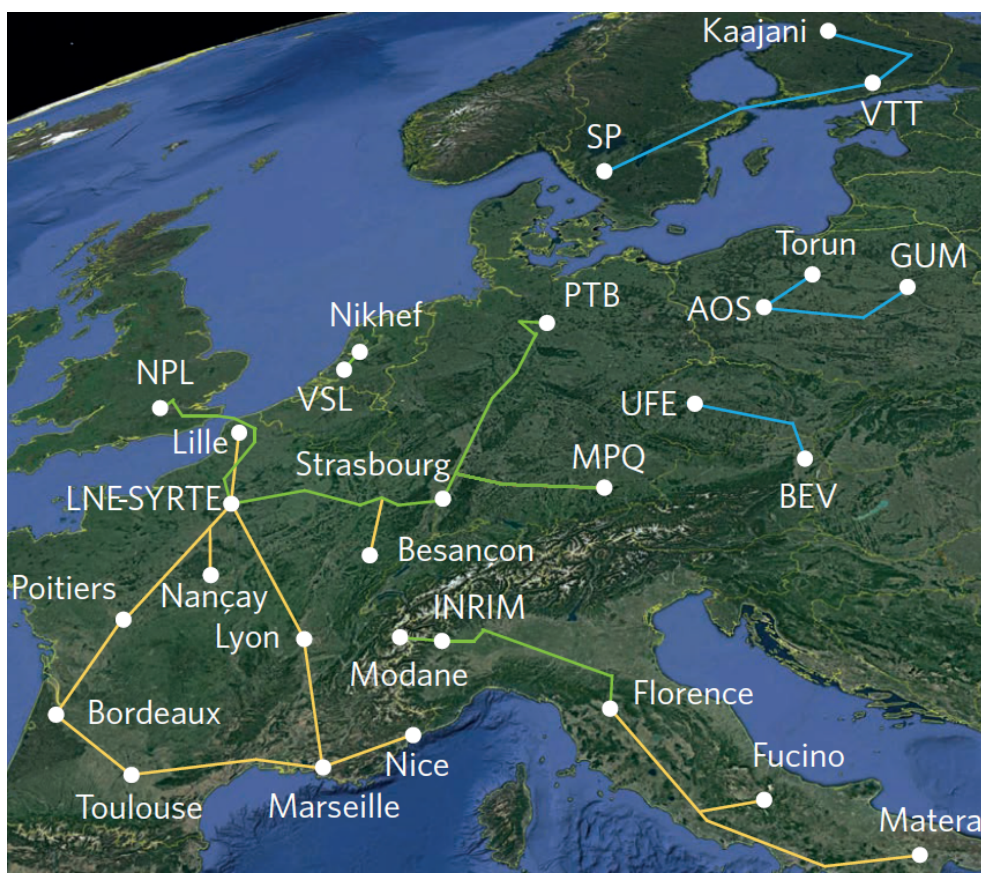 Kaajani
VTT
SP
Torun
GUM
PTB
AOS
Nikhef
NPL
VSL
UFE
Lille
Strasbourg
MPQ
LNE-SYRTE
BEV
Besancon
Poitiers
Nançay
INRIM
Lyon
Modane
Florence
Bordeaux
Nice
Fucino
Toulouse
Marseille
Matera